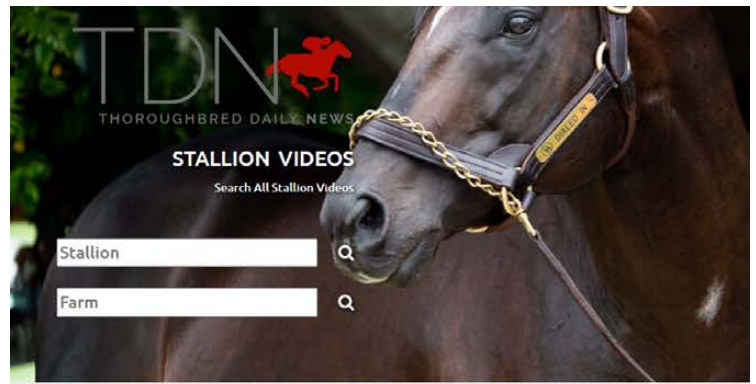 TDN
THOROUGHBRED DAILY NEWS
STALLION VIDEOS
Search All Stallion Videos
Stallion
Farm
DIALED IN